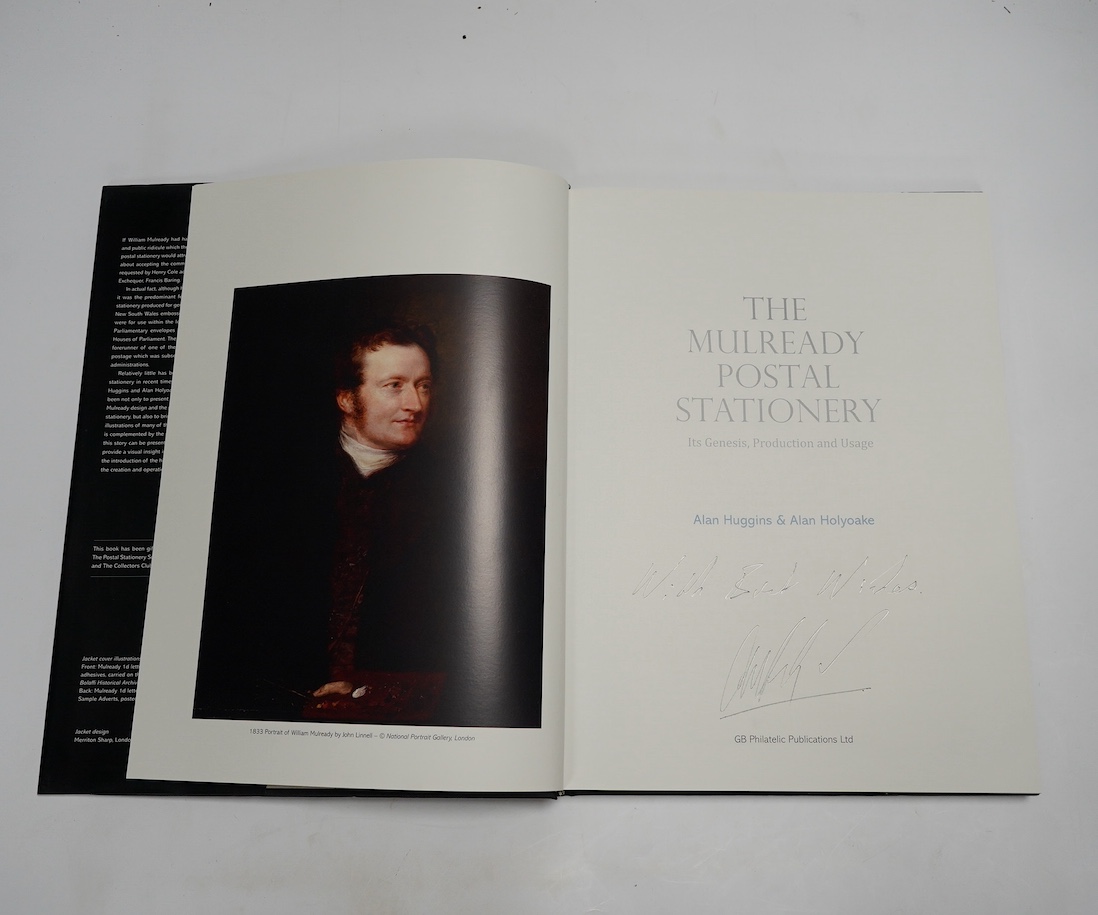 If William Mulready had
and public ridicule which
postal stationery would
about accepting the
requested by Henry Cole
Exchequer, Francis Baring.
In actual fact, although
it was the predominant
stationery produced for
New South Wales
were for use within the
Parliamentary envelopes
Houses of Parliament. The
forerunner of one of the
postage which was
administrations.
Relatively little has
stationery in recent
Huggins and Alan
been not only to present
Mulready design and the
stationery, but also to
illustrations of many of
is complemented by the
this story can be
provide a visual insight
the introduction of the
the creation and
This book has been
The Postal Stationery
and The Collectors
Jacket cover
Front: Mulready 1d
adhesives, carried on
Bolaffi Historical
Back: Mulready 1d
Sample Adverts,
Jacket design
Merriton Sharp,
1833 Portrait of William Mulready by John Linnell – © National Portrait Gallery, London
THE
MULREADY
POSTAL
STATIONERY
Its Genesis, Production and Usage
Alan Huggins & Alan Holyoake
With Best Wishes.
GB Philatelic Publications Ltd